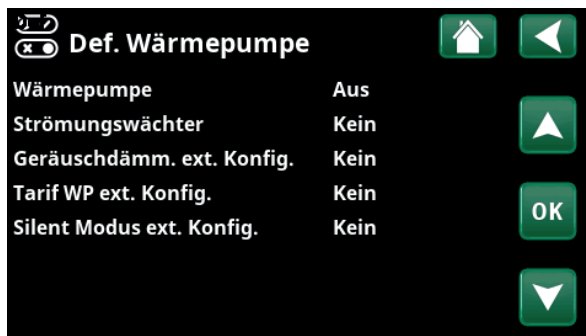 Def. Wärmepumpe
Wärmepumpe Aus
Strömungswächter Kein
Geräuschdämm. ext. Konfig. Kein
Tarif WP ext. Konfig. Kein
OK
Silent Modus ext. Konfig. Kein